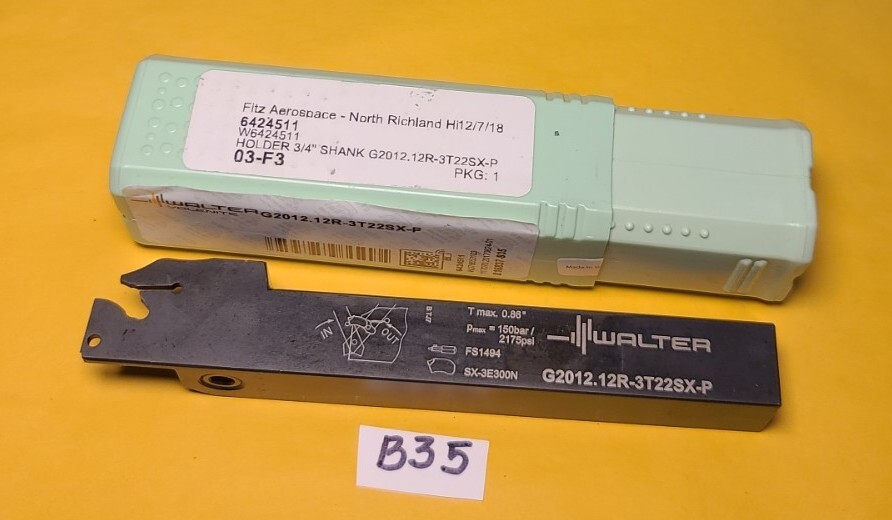 Fitz Aerospace - North Richland Hi12/7/18
6424511
W6424511
HOLDER 3/4" SHANK G2012.12R-3T22SX-P
03-F3
PKG: 1
WALTER
G2012.12R-3T22SX-P
Made in
IN
OUT
T max. 0.86"
Pmax = 150bar/
2175psi
FS1494
SX-3E300N
WALTER
G2012.12R-3T22SX-P
B35